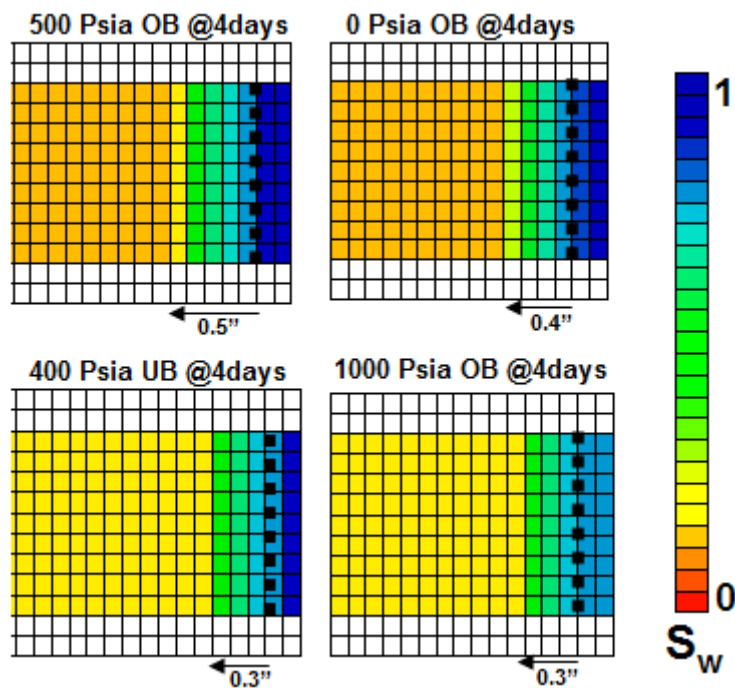 500 Psia OB @4days
0 Psia OB @4days
0.5”
0.4”
400 Psia UB @4days
1000 Psia OB @4days
0.3”
0.3”
1
0
Sw